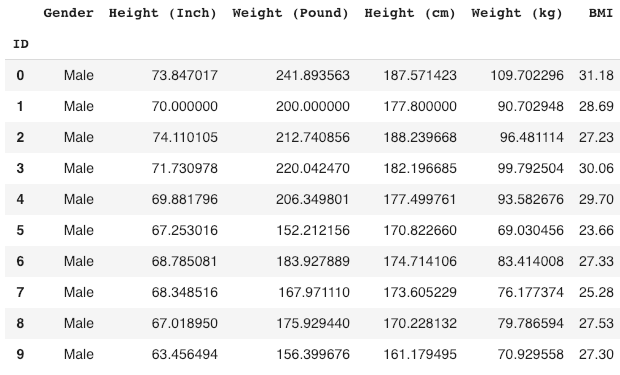 Gender Height (Inch) Weight (Pound) Height (cm) Weight (kg) BMI
ID
0 Male 73.847017 241.893563 187.571423 109.702296 31.18
1 Male 70.000000 200.000000 177.800000 90.702948 28.69
2 Male 74.110105 212.740856 188.239668 96.481114 27.23
3 Male 71.730978 220.042470 182.196685 99.792504 30.06
4 Male 69.881796 206.349801 177.499761 93.582676 29.70
5 Male 67.253016 152.212156 170.822660 69.030456 23.66
6 Male 68.785081 183.927889 174.714106 83.414008 27.33
7 Male 68.348516 167.971110 173.605229 76.177374 25.28
8 Male 67.018950 175.929440 170.228132 79.786594 27.53
9 Male 63.456494 156.399676 161.179495 70.929558 27.30